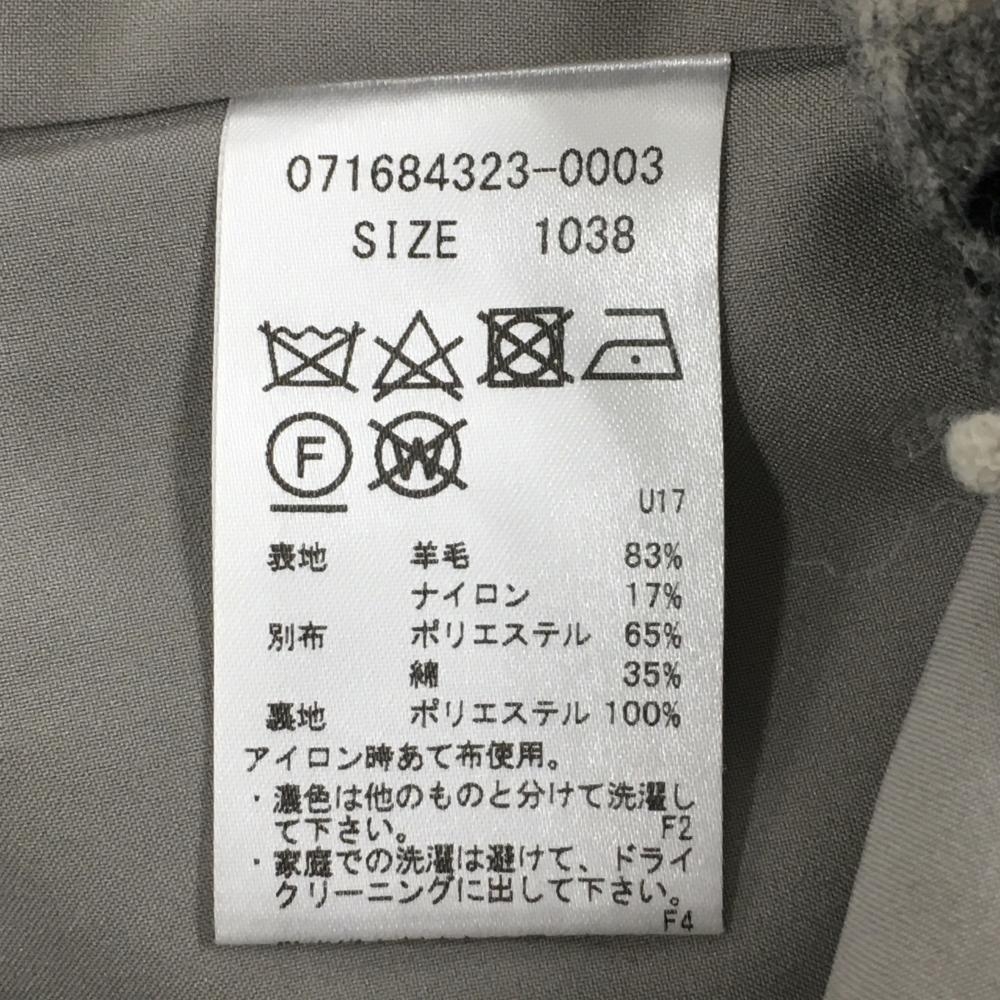 071684323-0003
SIZE 1038
F W
U17
表地 羊毛 83%
ナイロン 17%
別布 ポリエステル 65%
綿 35%
裏地 ポリエステル 100%
アイロン時あて布使用。
・濃色は他のものと分けて洗濯し
て下さい。 F2
・家庭での洗濯は避けて、ドライ
クリーニングに出して下さい。
F4